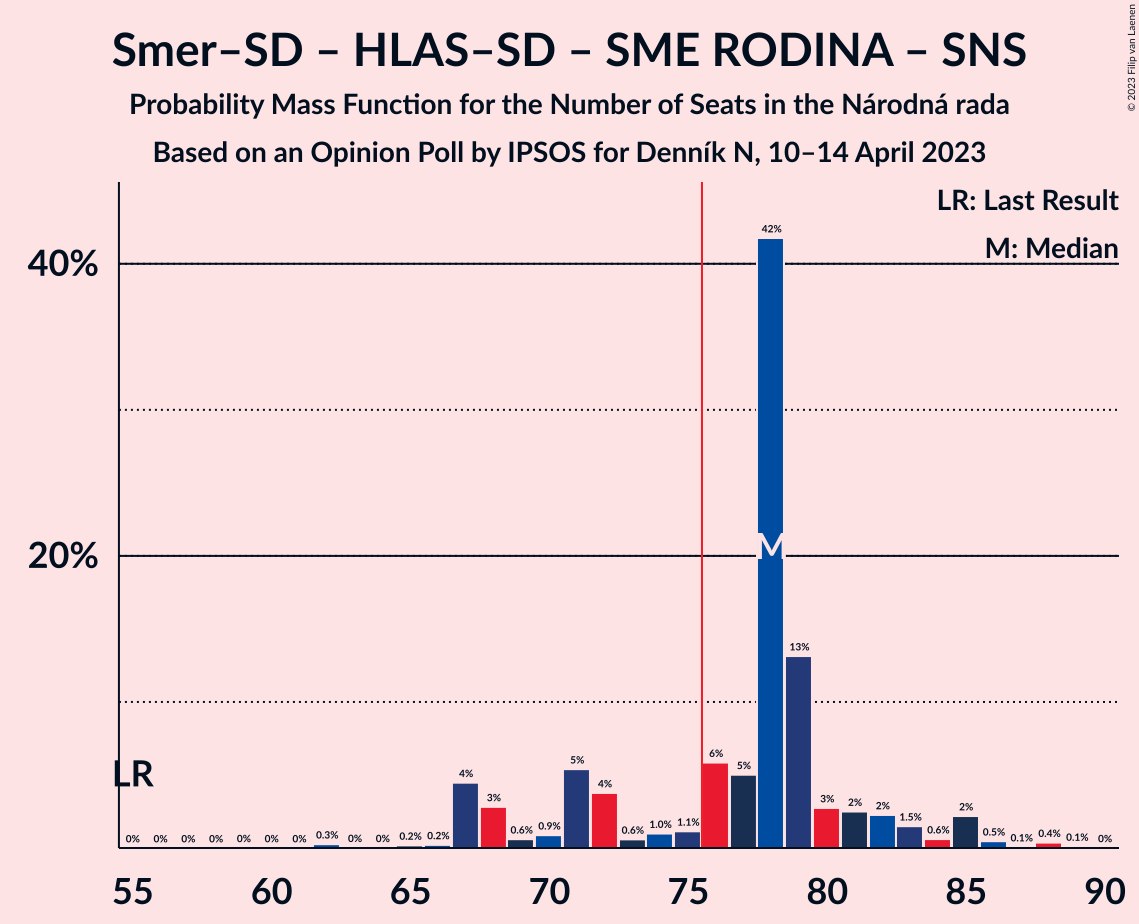 Smer–SD – HLAS–SD – SME RODINA – SNS
Probability Mass Function for the Number of Seats in the Národná rada
Based on an Opinion Poll by IPSOS for Denník N, 10–14 April 2023
© 2023 Filip van Laenen
LR: Last Result
M: Median
40%
20%
42%
M
13%
LR
0% 0% 0% 0% 0% 0% 0% 0.3% 0% 0% 0.2% 0.2% 4% 3% 0.6% 0.9% 5% 4% 0.6% 1.0% 1.1% 6% 5% 3% 2% 2% 1.5% 0.6% 2% 0.5% 0.1% 0.4% 0.1% 0%
55 60 65 70 75 80 85 90